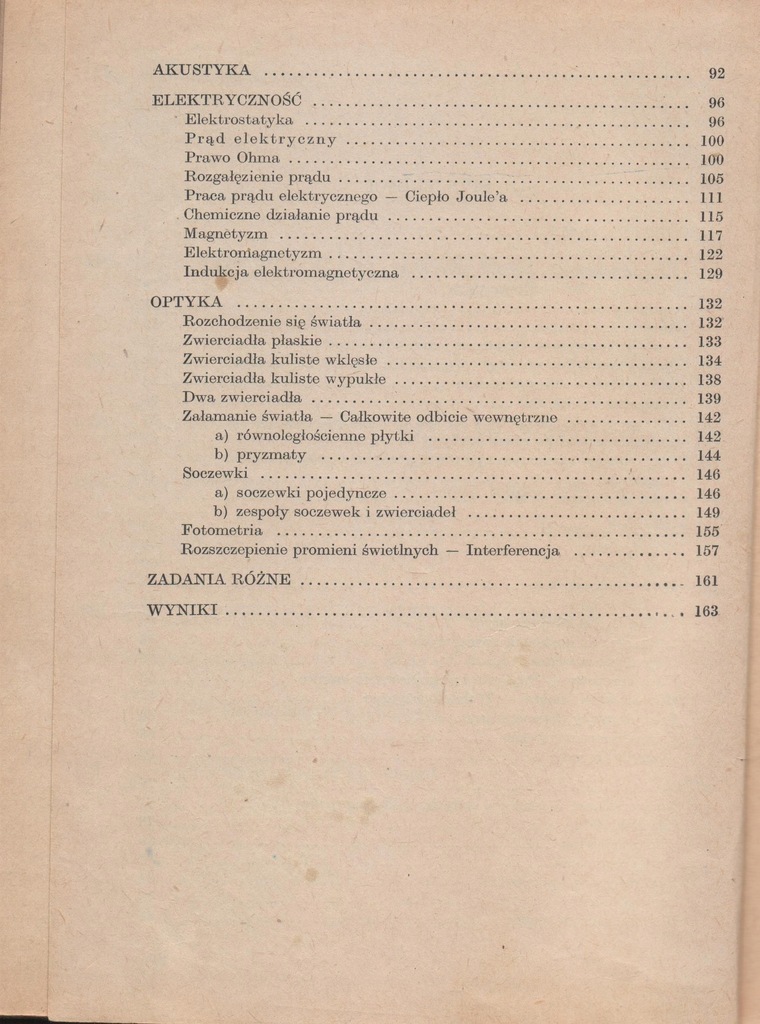 AKUSTYKA ........ 92
ELEKTRYCZNOŚĆ ........ 96
Elektrostatyka ........ 96
Prąd elektryczny ........ 100
Prawo Ohma ........ 100
Rozgałęzienie prądu ........ 105
Praca prądu elektrycznego — Ciepło Joule'a ........ 111
Chemiczne działanie prądu ........ 115
Magnetyzm ........ 117
Elektromagnetyzm ........ 122
Indukcja elektromagnetyczna ........ 129
OPTYKA ........ 132
Rozchodzenie się światła ........ 132
Zwierciadła płaskie ........ 133
Zwierciadła kuliste wklęsłe ........ 134
Zwierciadła kuliste wypukłe ........ 138
Dwa zwierciadła ........ 139
Załamanie światła — Całkowite odbicie wewnętrzne ........ 142
a) równoległościenne płytki ........ 142
b) pryzmaty ........ 144
Soczewki ........ 146
a) soczewki pojedyncze ........ 146
b) zespoły soczewek i zwierciadeł ........ 149
Fotometria ........ 155
Rozszczepienie promieni świetlnych — Interferencja ........ 157
ZADANIA RÓŻNE ........ 161
WYNIKI ........ 163